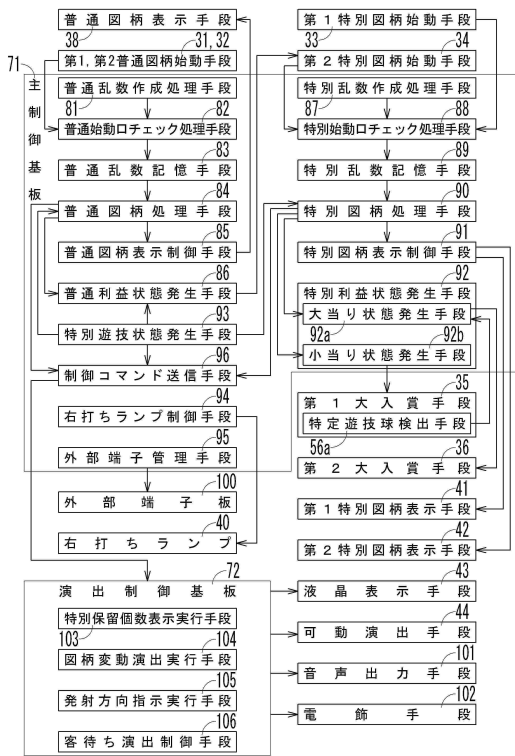 普通図柄表示手段
38
31, 32
第1,第2普通図柄始動手段
71
主制御基板
普通乱数作成処理手段
81
82
普通始動口チェック処理手段
83
普通乱数記憶手段
84
普通図柄処理手段
85
普通図柄表示制御手段
86
普通利益状態発生手段
93
特別遊技状態発生手段
96
制御コマンド送信手段
94
右打ちランプ制御手段
95
外部端子管理手段
100
外部端子板
40
右打ちランプ
72
演出制御基板
特別保留個数表示実行手段
103
104
図柄変動演出実行手段
105
発射方向指示実行手段
106
客待ち演出制御手段
第1特別図柄始動手段
33
34
第2特別図柄始動手段
特別乱数作成処理手段
87
88
特別始動口チェック処理手段
89
特別乱数記憶手段
90
特別図柄処理手段
91
特別図柄表示制御手段
92
特別利益状態発生手段
大当り状態発生手段
92a
92b
小当り状態発生手段
35
第1大入賞手段
特定遊技球検出手段
56a
36
第2大入賞手段
41
第1特別図柄表示手段
42
第2特別図柄表示手段
43
液晶表示手段
44
可動演出手段
101
音声出力手段
102
電飾手段